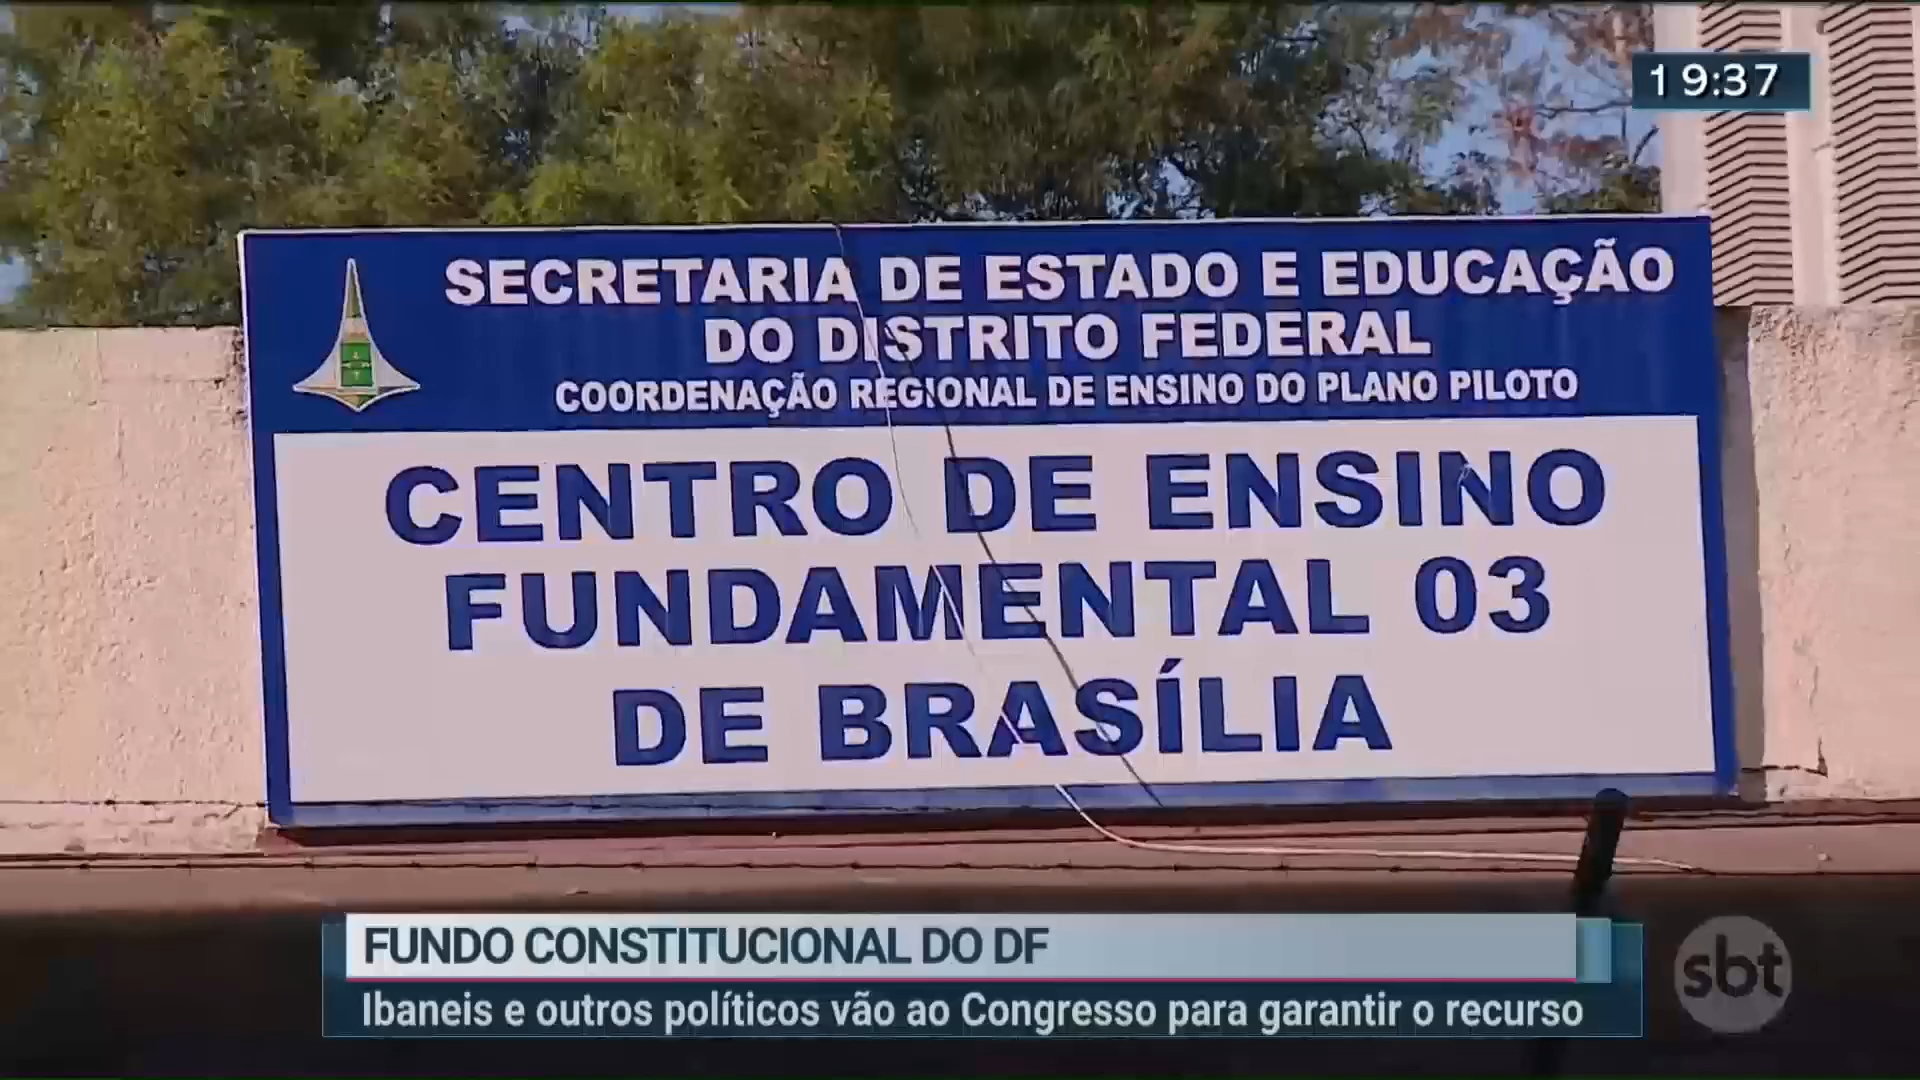 19:37
SECRETARIA DE ESTADO E EDUCAÇÃO
DO DISTRITO FEDERAL
COORDENAÇÃO REGIONAL DE ENSINO DO PLANO PILOTO
CENTRO DE ENSINO
FUNDAMENTAL 03
DE BRASÍLIA
FUNDO CONSTITUCIONAL DO DF
Ibaneis e outros políticos vão ao Congresso para garantir o recurso
sbt